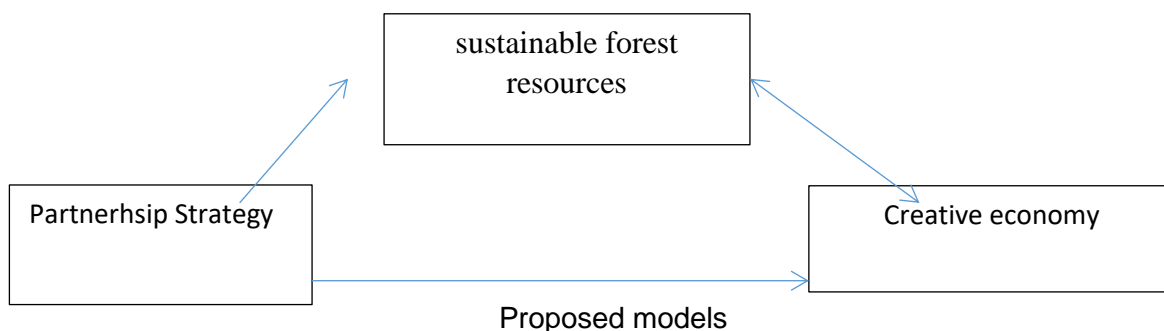 sustainable forest
resources
Partnerhsip Strategy
Creative economy
Proposed models